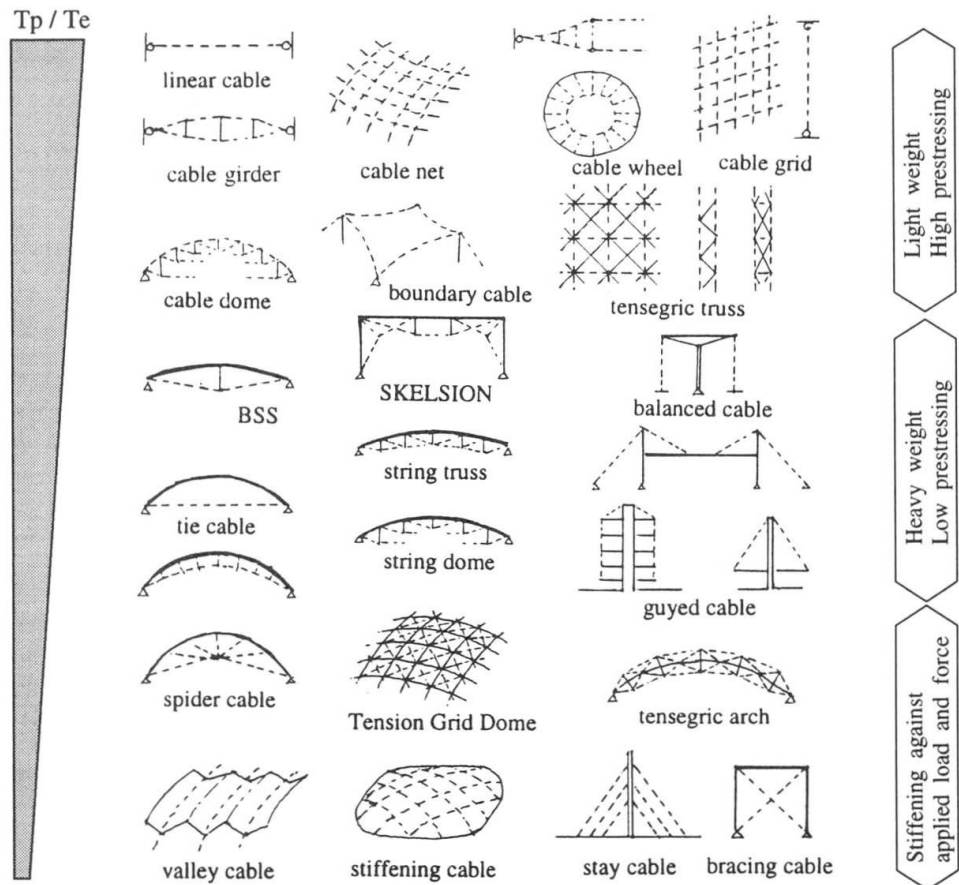 Tp / Te
linear cable
cable girder
cable net
cable wheel
cable grid
cable dome
boundary cable
tensegric truss
BSS
SKELSION
balanced cable
string truss
tie cable
string dome
guyed cable
spider cable
Tension Grid Dome
tensegric arch
valley cable
stiffening cable
stay cable
bracing cable
Light weight
High prestressing
Heavy weight
Low prestressing
Stiffening against
applied load and force